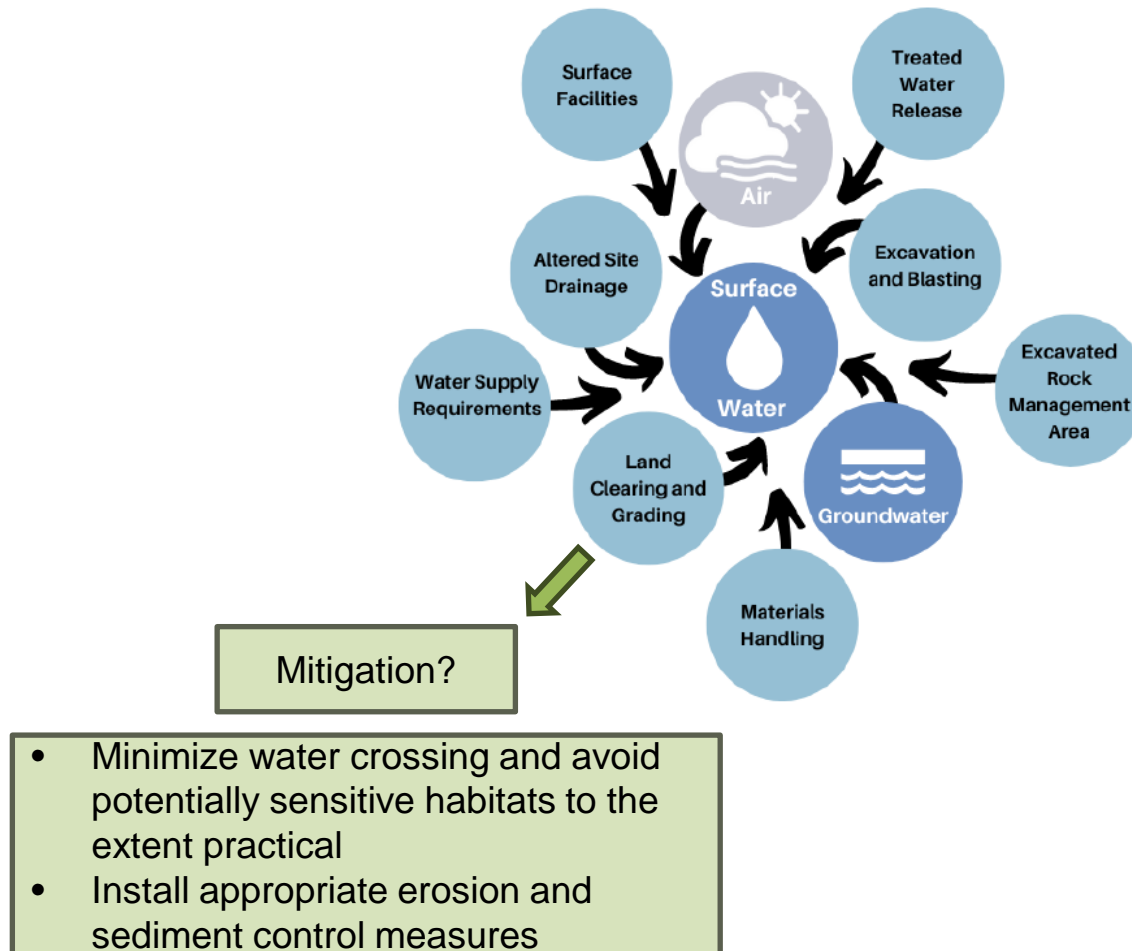 Surface
Facilities
Air
Treated
Water
Release
Altered Site
Drainage
Excavation
and Blasting
Surface
Water
Water Supply
Requirements
Excavated
Rock
Management
Area
Land
Clearing and
Grading
Groundwater
Materials
Handling
Mitigation?
• Minimize water crossing and avoid
potentially sensitive habitats to the
extent practical
• Install appropriate erosion and
sediment control measures